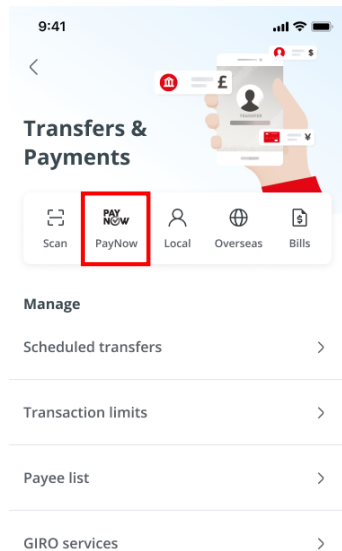 9:41
$
£
TRANSFER
¥
Transfers &
Payments
PAY
NOW
Scan
PayNow
Local
Overseas
Bills
Manage
Scheduled transfers
Transaction limits
Payee list
GIRO services